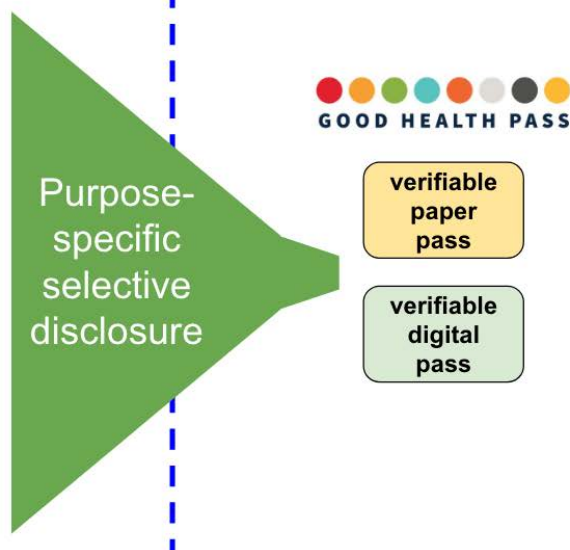 Purpose-
specific
selective
disclosure
GOOD HEALTH PASS
verifiable
paper
pass
verifiable
digital
pass